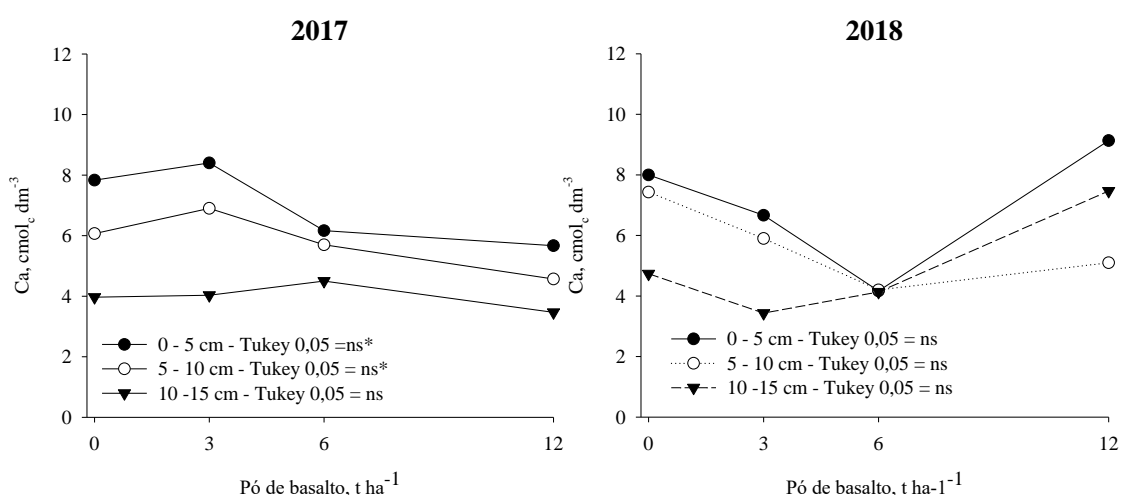 2017
12
10
8
6
4
2
0
Ca, cmolc dm-3
0 - 5 cm - Tukey 0,05 =ns*
5 - 10 cm - Tukey 0,05 = ns*
10 -15 cm - Tukey 0,05 = ns
0 3 6 12
Pó de basalto, t ha-1
2018
12
10
8
6
4
2
0
Ca, cmolc dm-3
0 - 5 cm - Tukey 0,05 = ns
5 - 10 cm - Tukey 0,05 = ns
10 -15 cm - Tukey 0,05 = ns
0 3 6 12
Pó de basalto, t ha-1-1